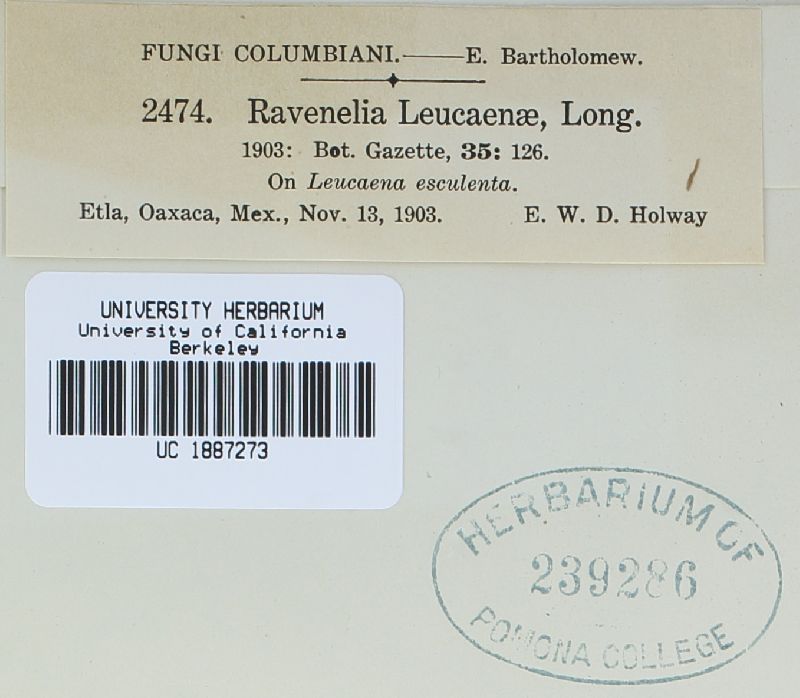 FUNGI COLUMBIANI.——E. Bartholomew.
2474. Ravenelia Leucaenæ, Long.
1903: Bot. Gazette, 35: 126.
On Leucaena esculenta.
Etla, Oaxaca, Mex., Nov. 13, 1903. E. W. D. Holway
UNIVERSITY HERBARIUM
University of California
Berkeley
UC 1887273
HERBARIUM OF
239286
POMONA COLLEGE